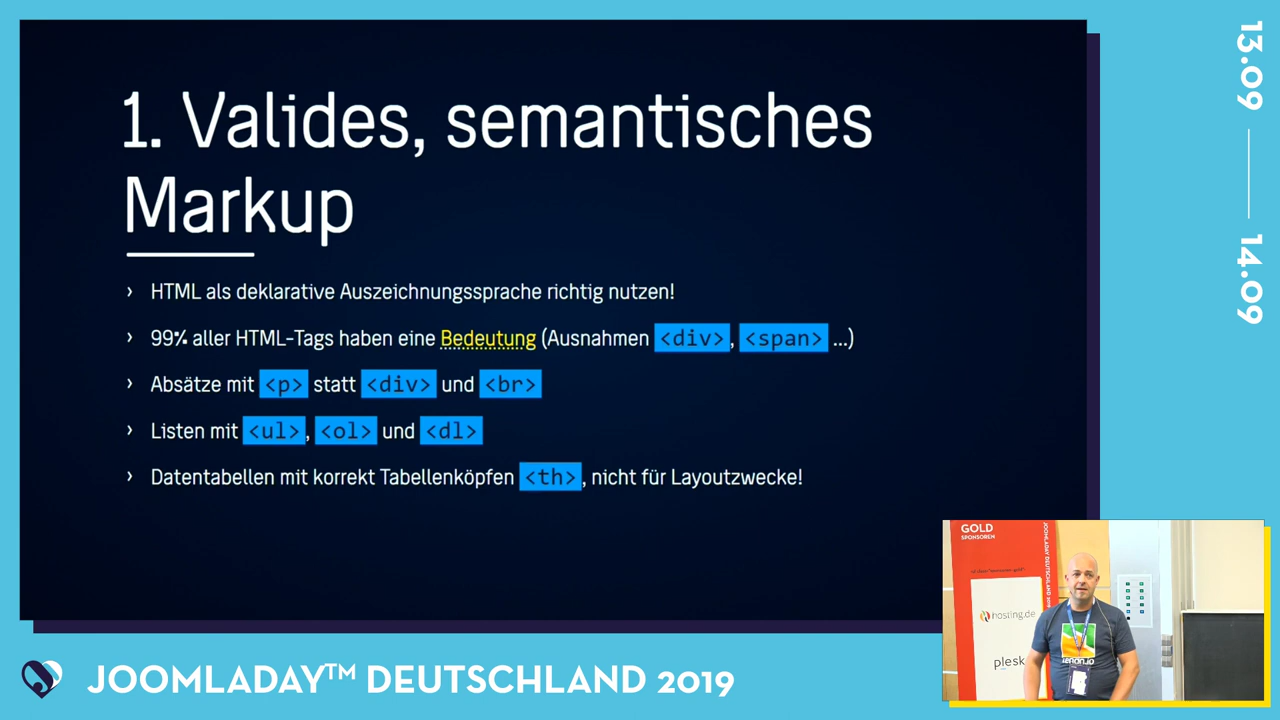 1. Valides, semantisches
Markup
› HTML als deklarative Auszeichnungssprache richtig nutzen!
› 99% aller HTML-Tags haben eine Bedeutung (Ausnahmen <div>, <span> ...)
› Absätze mit <p> statt <div> und <br>
› Listen mit <ul>, <ol> und <dl>
› Datentabellen mit korrekt Tabellenköpfen <th>, nicht für Layoutzwecke!
13.09
14.09
GOLD
SPONSOREN
JOOMLADAY DEUTSCHLAND
hosting.de
plesk
JOOMLADAY™ DEUTSCHLAND 2019